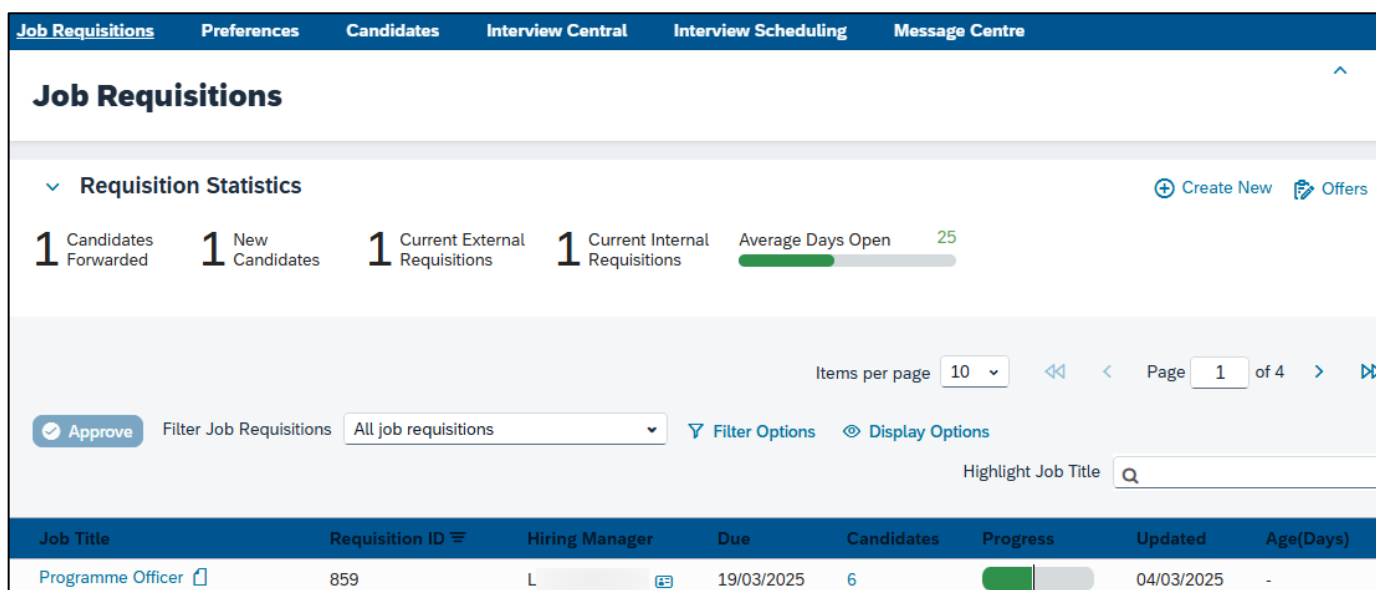 Job Requisitions Preferences Candidates Interview Central Interview Scheduling Message Centre
Job Requisitions
Requisition Statistics Create New Offers
1 Candidates Forwarded 1 New Candidates 1 Current External Requisitions 1 Current Internal Requisitions Average Days Open 25
Items per page 10 Page 1 of 4
Approve Filter Job Requisitions All job requisitions Filter Options Display Options
Highlight Job Title
Job Title Requisition ID Hiring Manager Due Candidates Progress Updated Age(Days)
Programme Officer 859 L 19/03/2025 6 04/03/2025 -